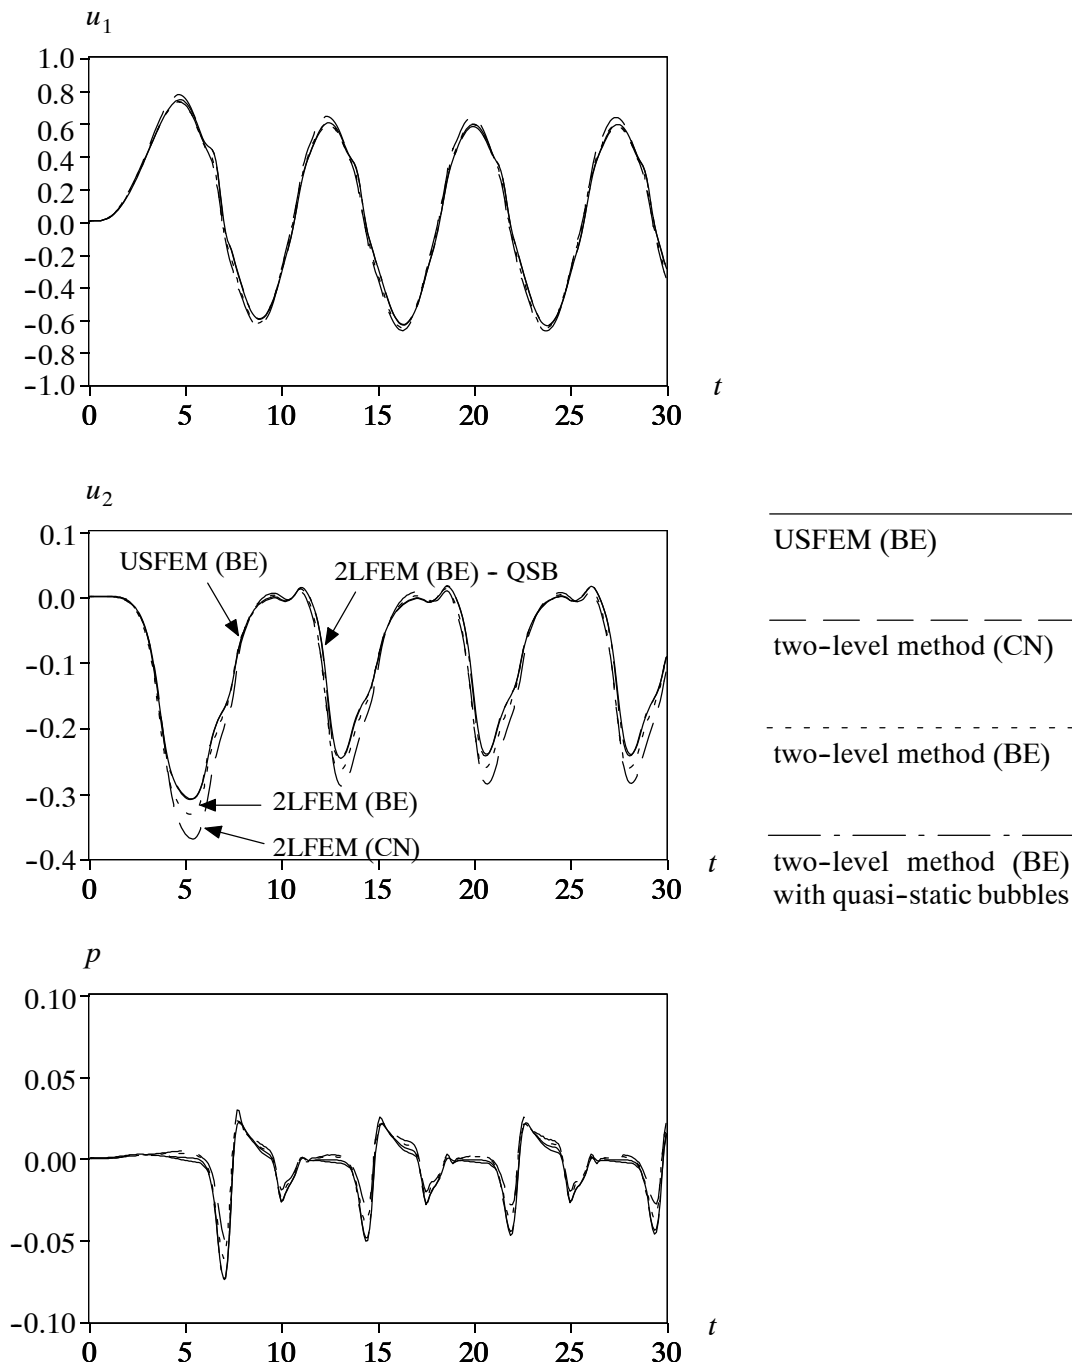 u1
1.0
0.8
0.6
0.4
0.2
0.0
-0.2
-0.4
-0.6
-0.8
-1.0
0 5 10 15 20 25 30 t
u2
0.1
0.0
-0.1
-0.2
-0.3
-0.4
USFEM (BE)
2LFEM (BE) - QSB
2LFEM (BE)
2LFEM (CN)
0 5 10 15 20 25 30 t
USFEM (BE)
two-level method (CN)
two-level method (BE)
two-level method (BE)
with quasi-static bubbles
p
0.10
0.05
0.00
-0.05
-0.10
0 5 10 15 20 25 30 t